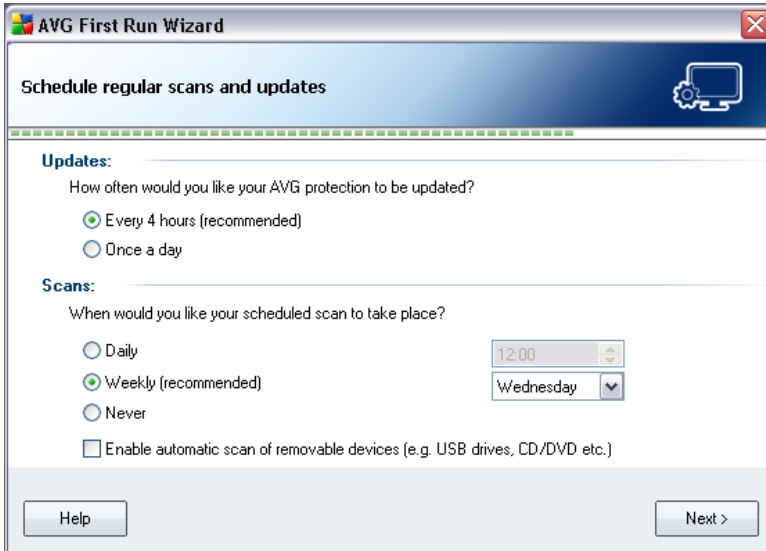 AVG First Run Wizard
Schedule regular scans and updates
Updates:
How often would you like your AVG protection to be updated?
Every 4 hours (recommended)
Once a day
Scans:
When would you like your scheduled scan to take place?
Daily
12:00
Weekly (recommended)
Wednesday
Never
Enable automatic scan of removable devices (e.g. USB drives, CD/DVD etc.)
Help
Next >